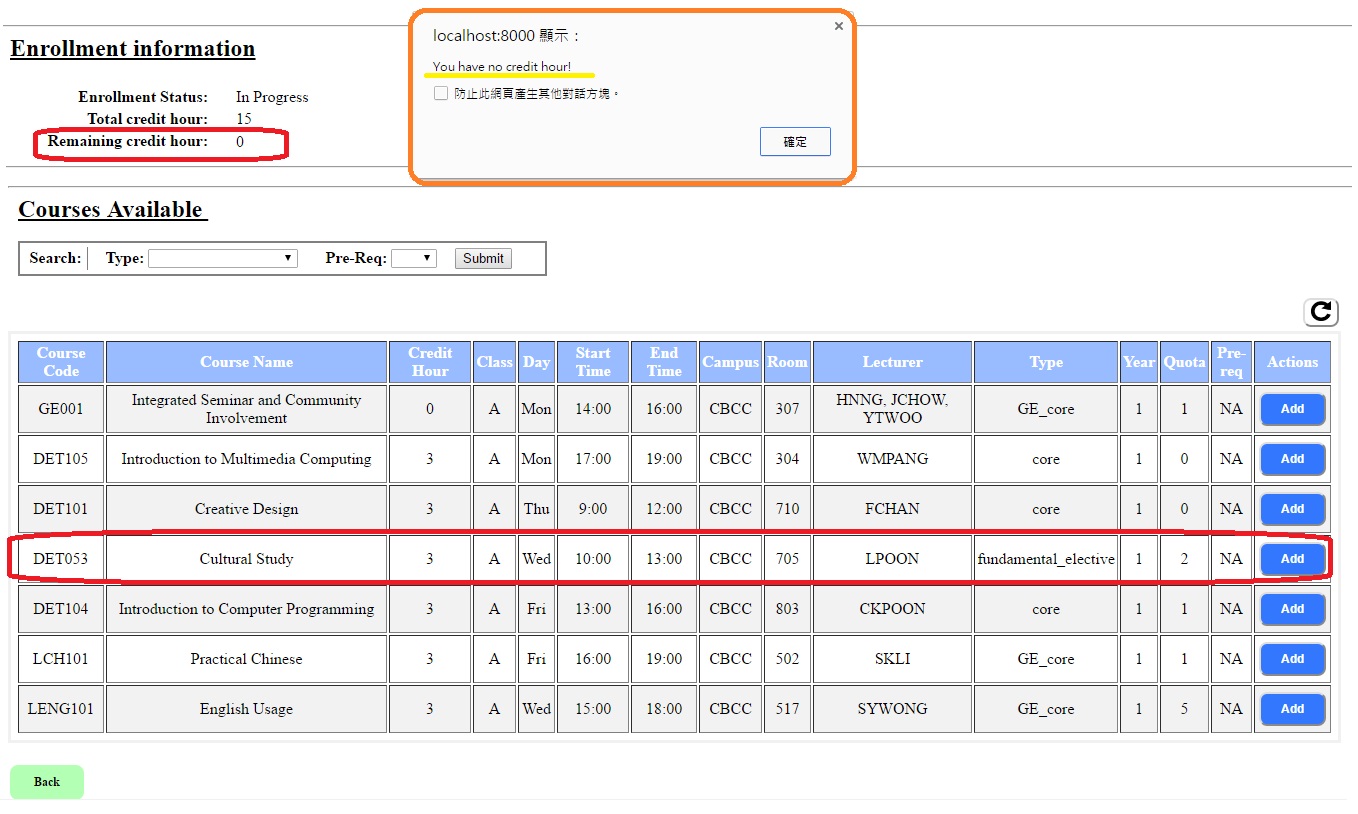 Enrollment information
Enrollment Status: In Progress
Total credit hour: 15
Remaining credit hour: 0
localhost:8000 顯示：
×
You have no credit hour!
防止此網頁產生其他對話方塊。
確定
Courses Available
Search: Type: Pre-Req: Submit
Course Code Course Name Credit Hour Class Day Start Time End Time Campus Room Lecturer Type Year Quota Pre-req Actions
GE001 Integrated Seminar and Community Involvement 0 A Mon 14:00 16:00 CBCC 307 HNNG, JCHOW, YTWOO GE_core 1 1 NA Add
DET105 Introduction to Multimedia Computing 3 A Mon 17:00 19:00 CBCC 304 WMPANG core 1 0 NA Add
DET101 Creative Design 3 A Thu 9:00 12:00 CBCC 710 FCHAN core 1 0 NA Add
DET053 Cultural Study 3 A Wed 10:00 13:00 CBCC 705 LPOON fundamental_elective 1 2 NA Add
DET104 Introduction to Computer Programming 3 A Fri 13:00 16:00 CBCC 803 CKPOON core 1 1 NA Add
LCH101 Practical Chinese 3 A Fri 16:00 19:00 CBCC 502 SKLI GE_core 1 1 NA Add
LENG101 English Usage 3 A Wed 15:00 18:00 CBCC 517 SYWONG GE_core 1 5 NA Add
Back